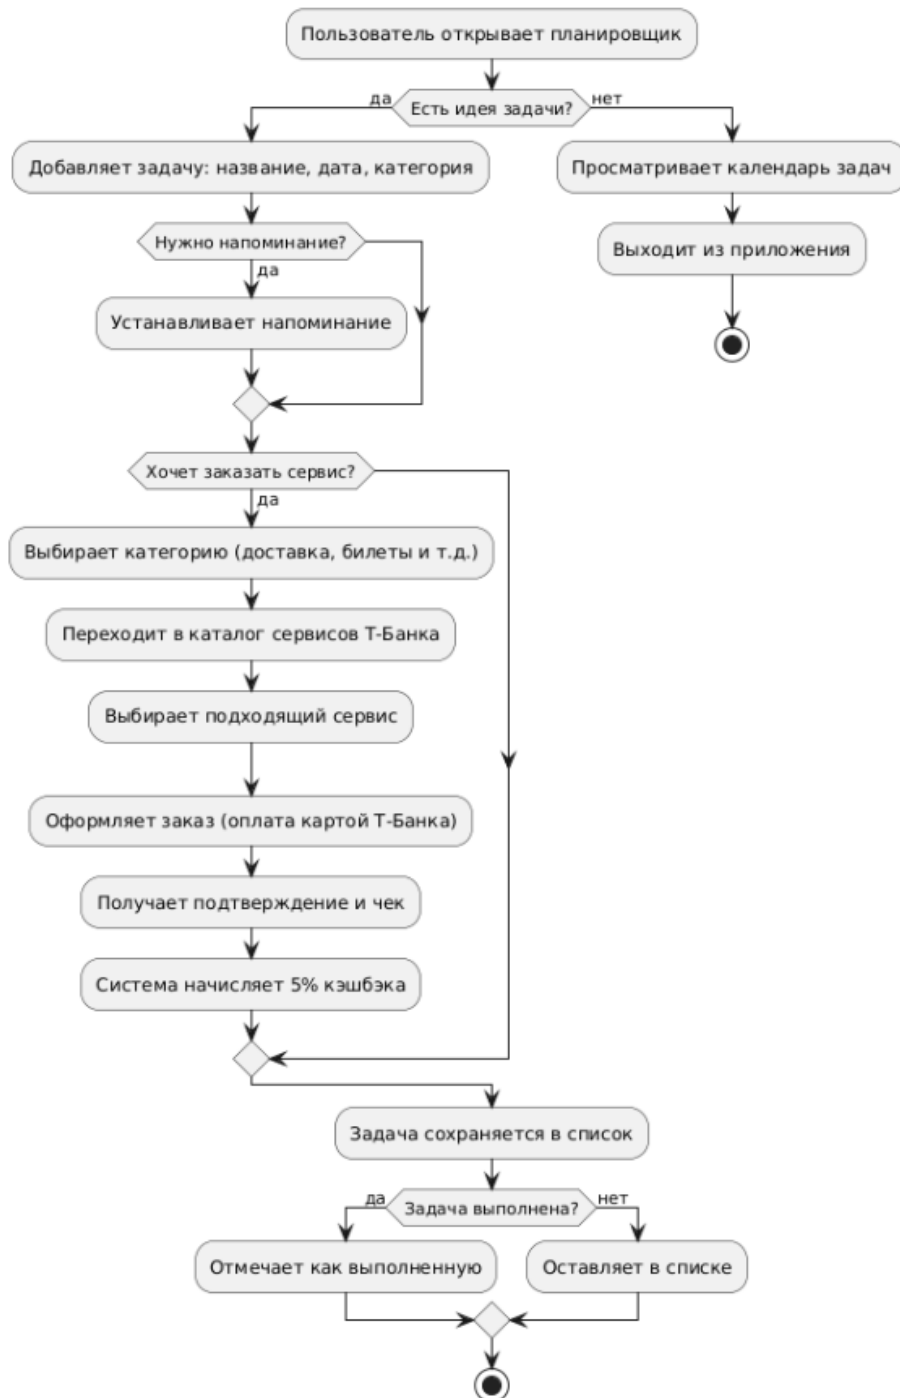 Пользователь открывает планировщик
да
Есть идея задачи?
нет
Добавляет задачу: название, дата, категория
Просматривает календарь задач
Нужно напоминание?
Выходит из приложения
да
Устанавливает напоминание
Хочет заказать сервис?
да
Выбирает категорию (доставка, билеты и т.д.)
Переходит в каталог сервисов Т-Банка
Выбирает подходящий сервис
Оформляет заказ (оплата картой Т-Банка)
Получает подтверждение и чек
Система начисляет 5% кэшбэка
Задача сохраняется в список
да
Задача выполнена?
нет
Отмечает как выполненную
Оставляет в списке